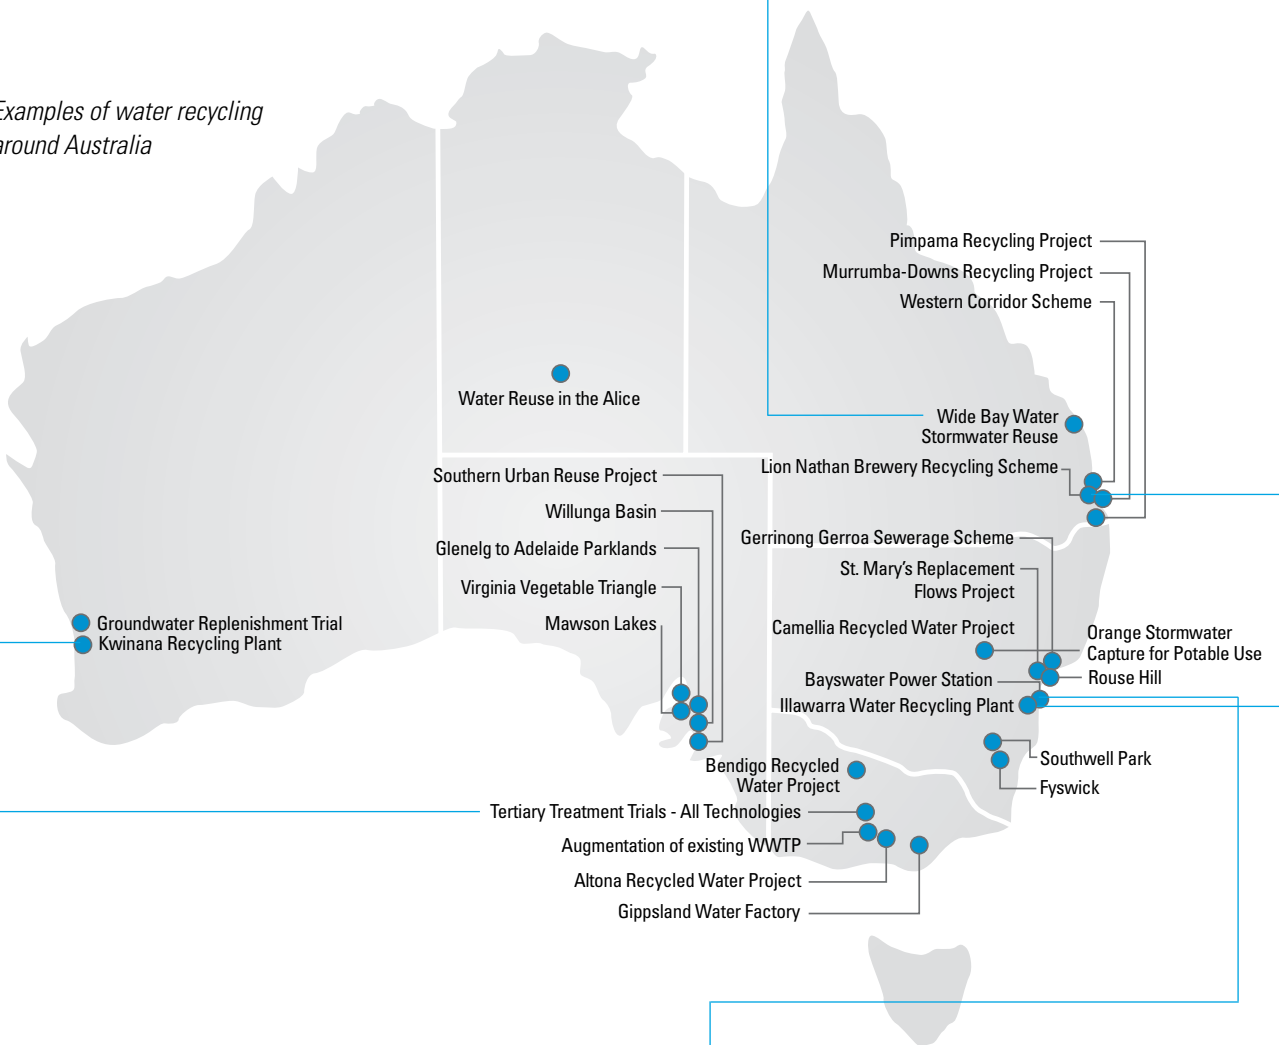 Examples of water recycling
around Australia
Pimpama Recycling Project
Murrumba-Downs Recycling Project
Western Corridor Scheme
Water Reuse in the Alice
Wide Bay Water
Stormwater Reuse
Lion Nathan Brewery Recycling Scheme
Southern Urban Reuse Project
Willunga Basin
Glenelg to Adelaide Parklands
Virginia Vegetable Triangle
Mawson Lakes
Gerrinong Gerroa Sewerage Scheme
St. Mary's Replacement
Flows Project
Camellia Recycled Water Project
Orange Stormwater
Capture for Potable Use
Rouse Hill
Bayswater Power Station
Illawarra Water Recycling Plant
Groundwater Replenishment Trial
Kwinana Recycling Plant
Southwell Park
Fyswick
Bendigo Recycled
Water Project
Tertiary Treatment Trials - All Technologies
Augmentation of existing WWTP
Altona Recycled Water Project
Gippsland Water Factory